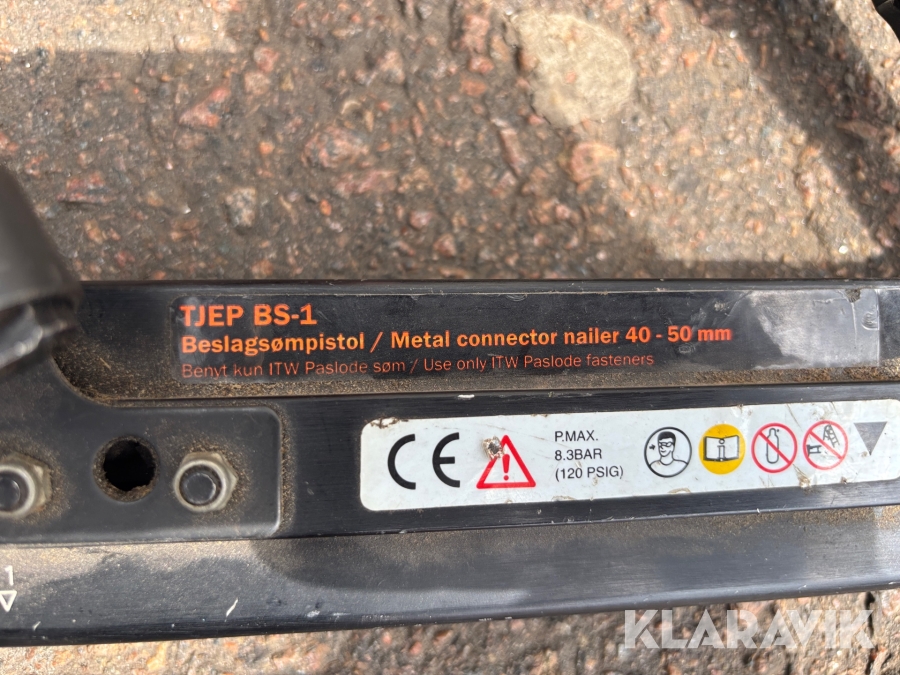 TJEP BS-1
Beslagsømpistol / Metal connector nailer 40 - 50 mm
Benyt kun ITW Paslode søm / Use only ITW Paslode fasteners
CE
P.MAX.
8.3BAR
(120 PSIG)
1
KLARAVIK